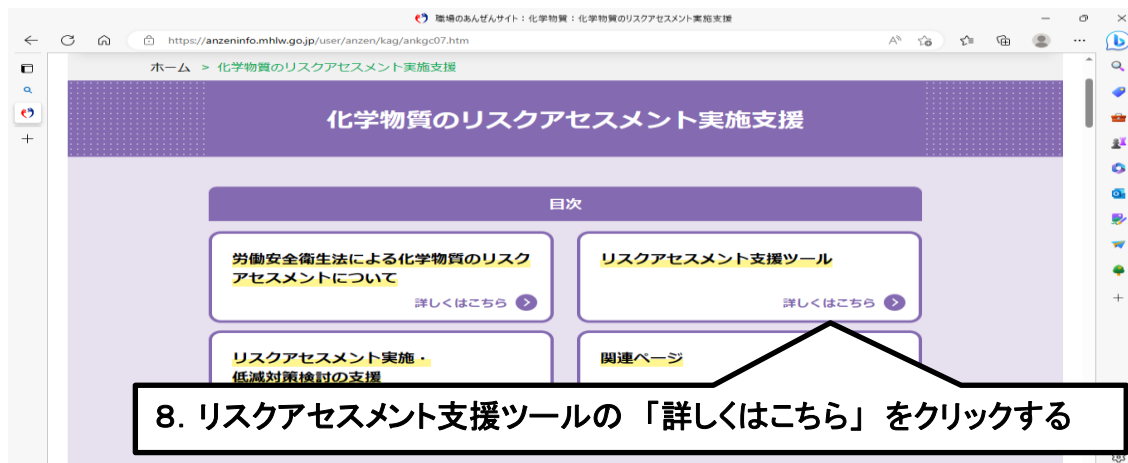 職場のあんぜんサイト：化学物質：化学物質のリスクアセスメント実施支援
https://anzeninfo.mhlw.go.jp/user/anzen/kag/ankgc07.htm
ホーム > 化学物質のリスクアセスメント実施支援
化学物質のリスクアセスメント実施支援
目次
労働安全衛生法による化学物質のリスク
アセスメントについて
詳しくはこちら
リスクアセスメント支援ツール
詳しくはこちら
リスクアセスメント実施・
低減対策検討の支援
関連ページ
８．リスクアセスメント支援ツールの「詳しくはこちら」をクリックする